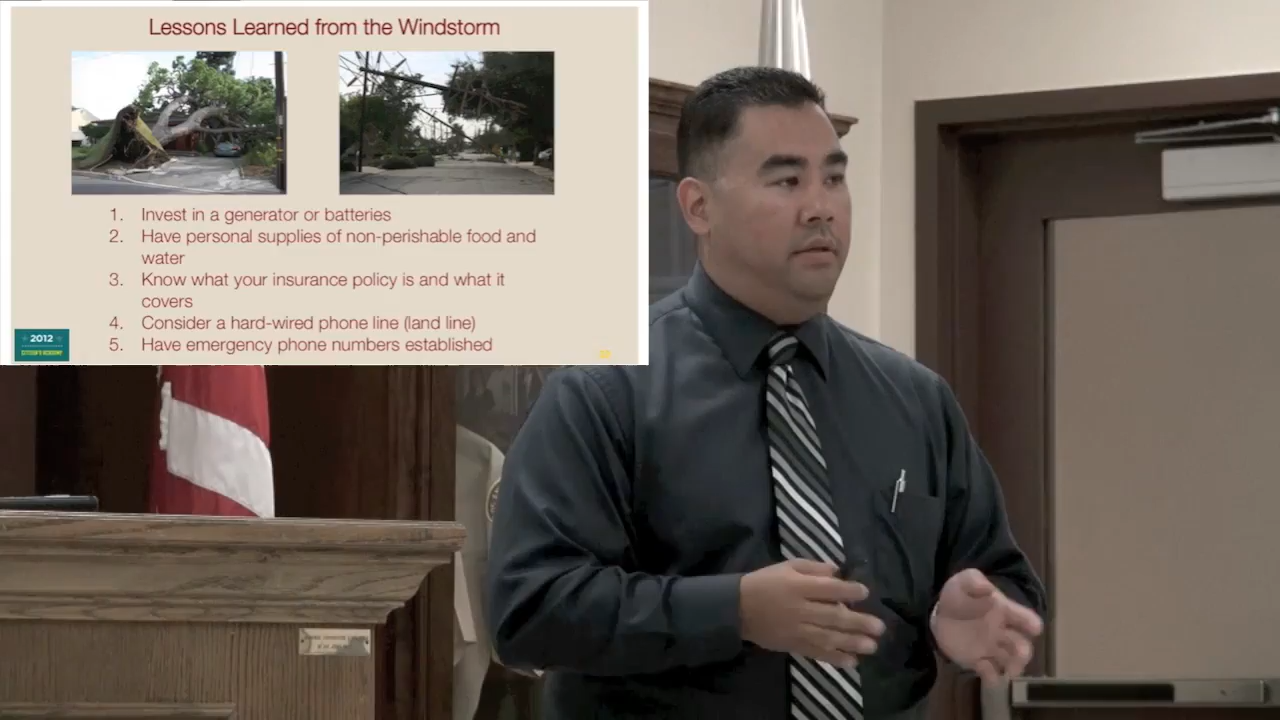 Lessons Learned from the Windstorm
1. Invest in a generator or batteries
2. Have personal supplies of non-perishable food and
water
3. Know what your insurance policy is and what it
covers
4. Consider a hard-wired phone line (land line)
5. Have emergency phone numbers established
2012
CITIZEN'S ACADEMY